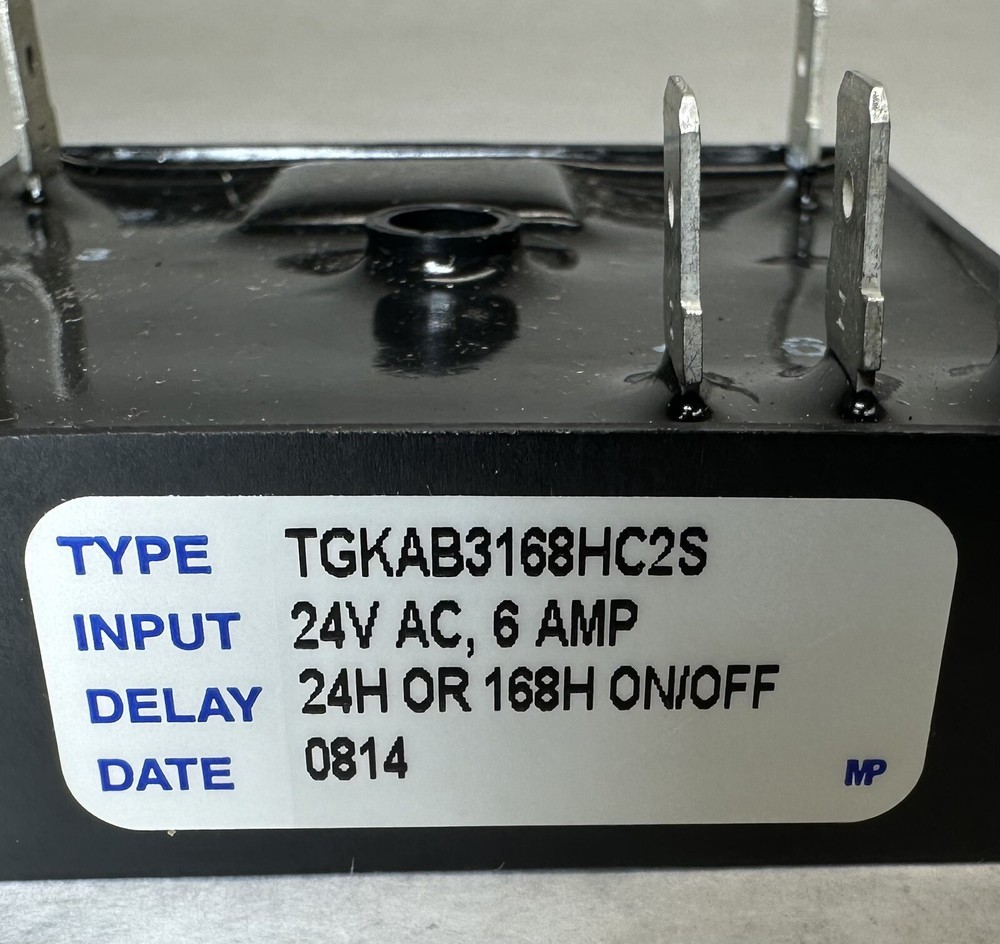 TYPE TGKAB3168HC2S
INPUT 24V AC, 6 AMP
DELAY 24H OR 168H ON/OFF
DATE 0814
MP